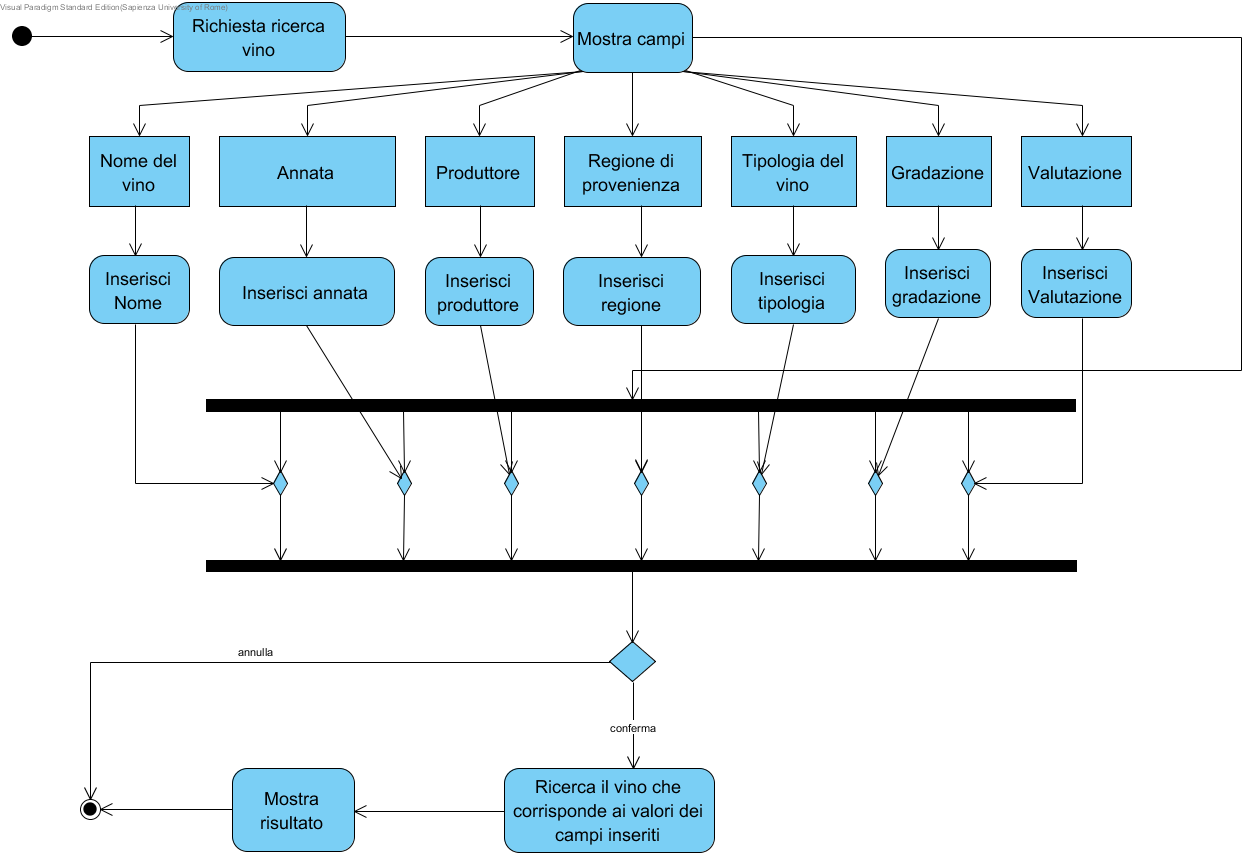 Visual Paradigm Standard Edition(Sapienza University of Rome)
Richiesta ricerca
vino
Mostra campi
Nome del
vino
Annata
Produttore
Regione di
provenienza
Tipologia del
vino
Gradazione
Valutazione
Inserisci
Nome
Inserisci annata
Inserisci
produttore
Inserisci
regione
Inserisci
tipologia
Inserisci
gradazione
Inserisci
Valutazione
annulla
conferma
Mostra
risultato
Ricerca il vino che
corrisponde ai valori dei
campi inseriti